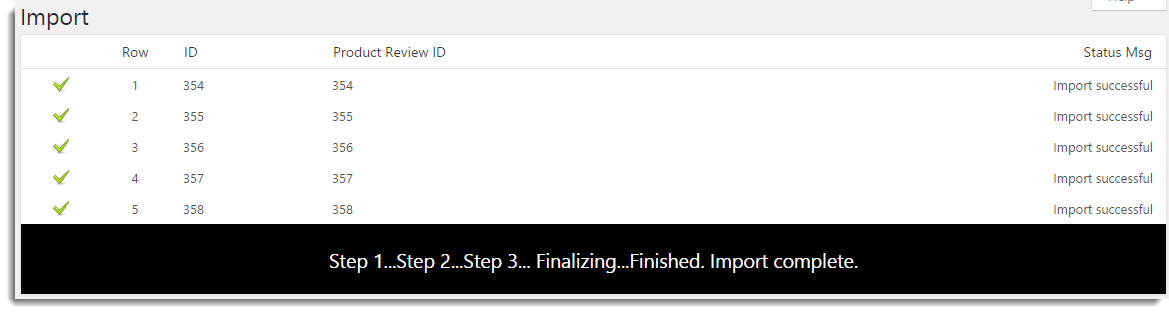 Help
Import
Row ID Product Review ID Status Msg
1 354 354 Import successful
2 355 355 Import successful
3 356 356 Import successful
4 357 357 Import successful
5 358 358 Import successful
Step 1...Step 2...Step 3... Finalizing...Finished. Import complete.